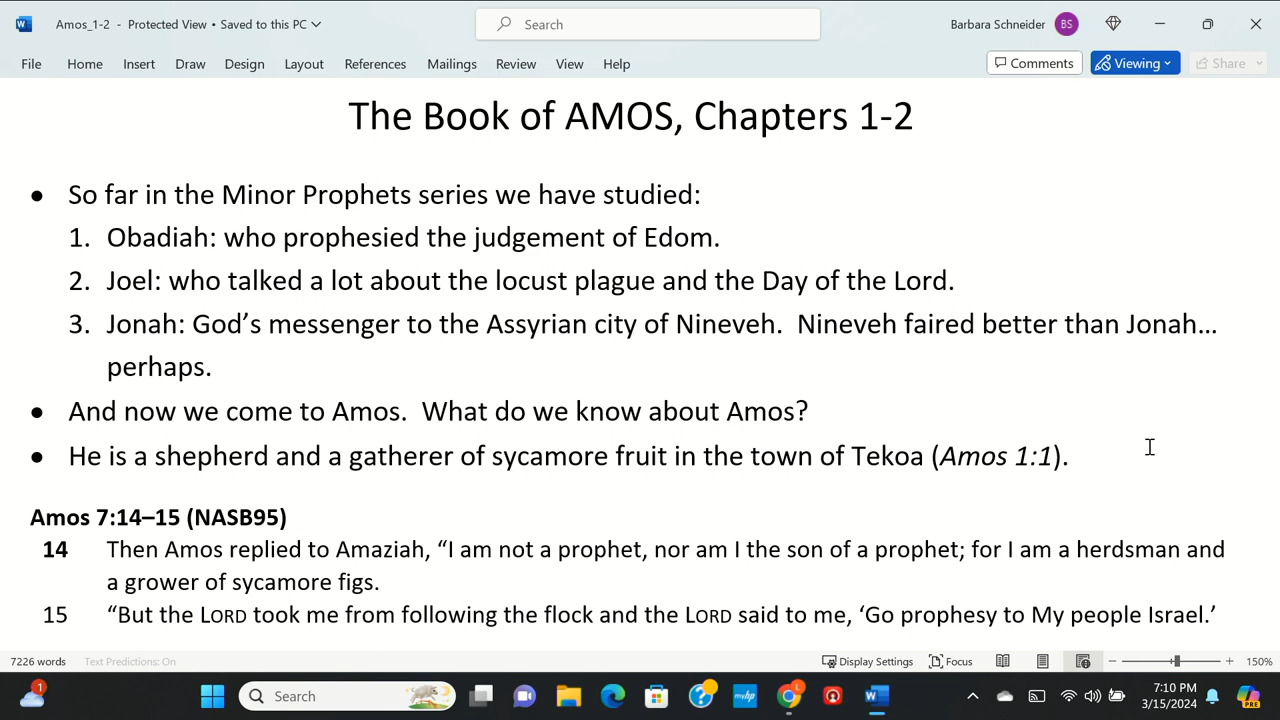 Amos_1-2 - Protected View • Saved to this PC
Search
Barbara Schneider BS
File Home Insert Draw Design Layout References Mailings Review View Help
Comments Viewing Share
The Book of AMOS, Chapters 1-2
• So far in the Minor Prophets series we have studied:
1. Obadiah: who prophesied the judgement of Edom.
2. Joel: who talked a lot about the locust plague and the Day of the Lord.
3. Jonah: God’s messenger to the Assyrian city of Nineveh. Nineveh faired better than Jonah…
perhaps.
• And now we come to Amos. What do we know about Amos?
• He is a shepherd and a gatherer of sycamore fruit in the town of Tekoa (Amos 1:1).
Amos 7:14–15 (NASB95)
14 Then Amos replied to Amaziah, “I am not a prophet, nor am I the son of a prophet; for I am a herdsman and
a grower of sycamore figs.
15 “But the LORD took me from following the flock and the LORD said to me, ‘Go prophesy to My people Israel.’
7226 words Text Predictions: On Display Settings Focus 150%
1 Search myhp 7:10 PM PRE
3/15/2024